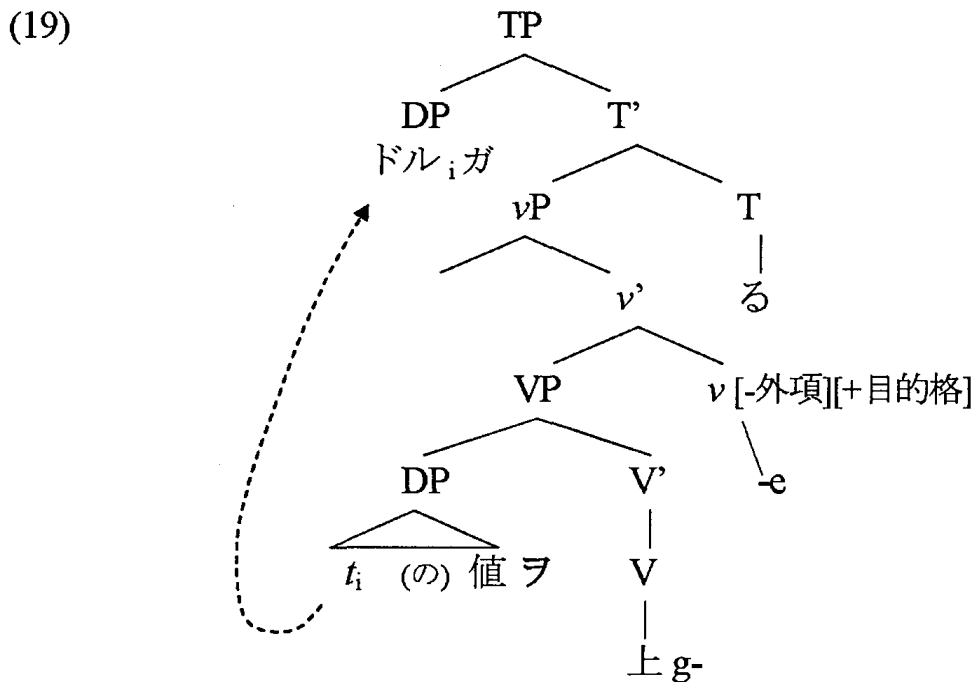 (19)
TP
DP T’
ドル i ガ
vP T
v’ る
VP v [-外項][+目的格]
DP V’ -e
ti (の) 値 ヲ V
上 g-